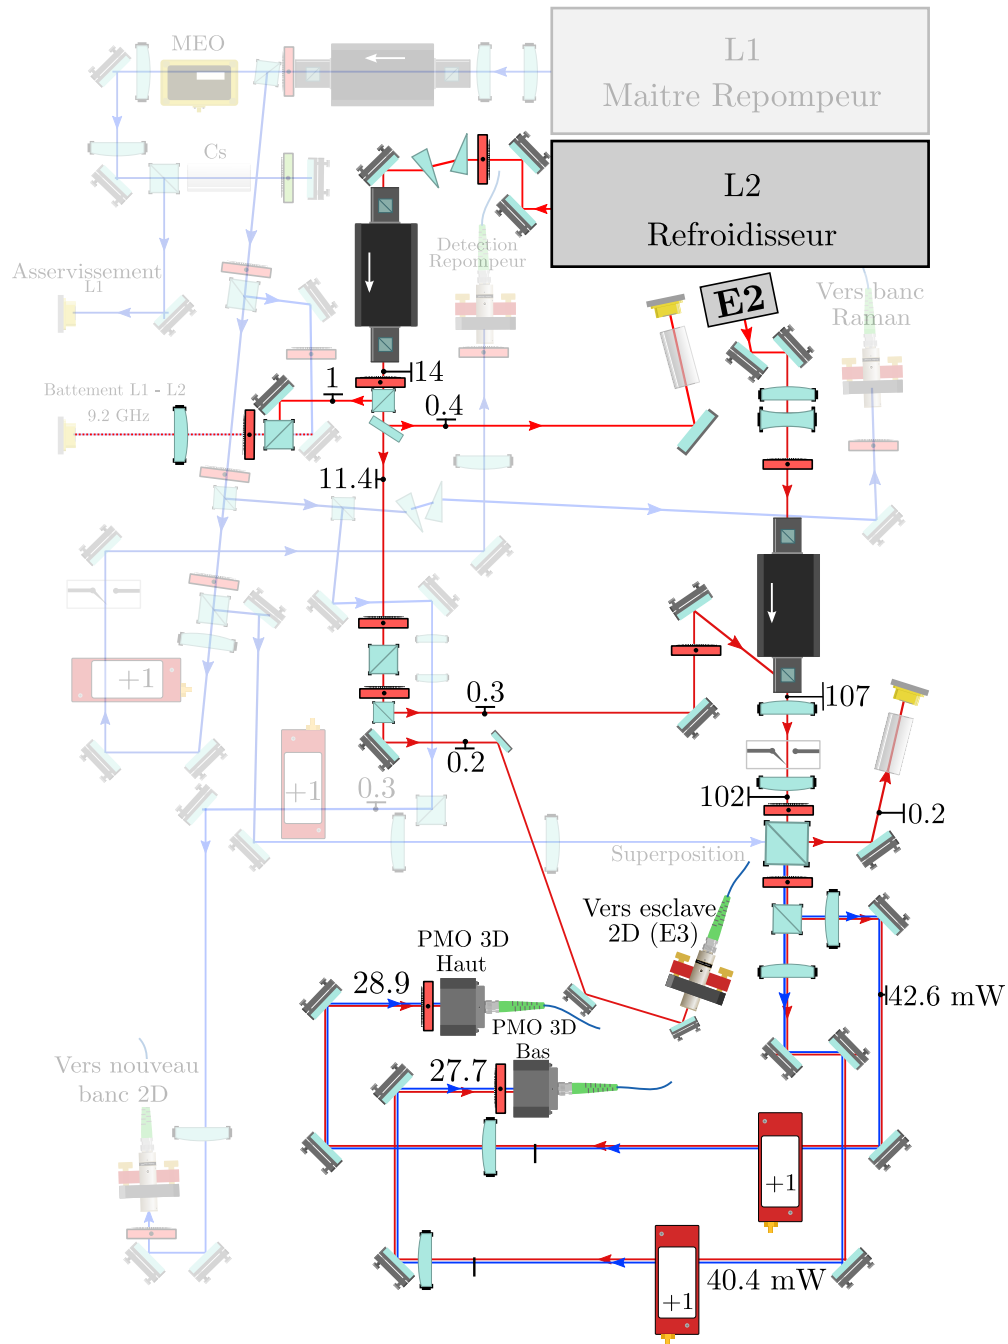 MEO
L1
Maitre Repompeur
Cs
L2
Refroidisseur
Detection
Repompeur
Asservissement
L1
E2
Vers banc
Raman
14
1
Battement L1 - L2
9.2 GHz
0.4
11.4
+1
0.3
107
0.2
102
0.3
+1
0.2
Superposition
Vers esclave
2D (E3)
PMO 3D
Haut
28.9
42.6 mW
PMO 3D
Bas
27.7
Vers nouveau
banc 2D
+1
40.4 mW
+1